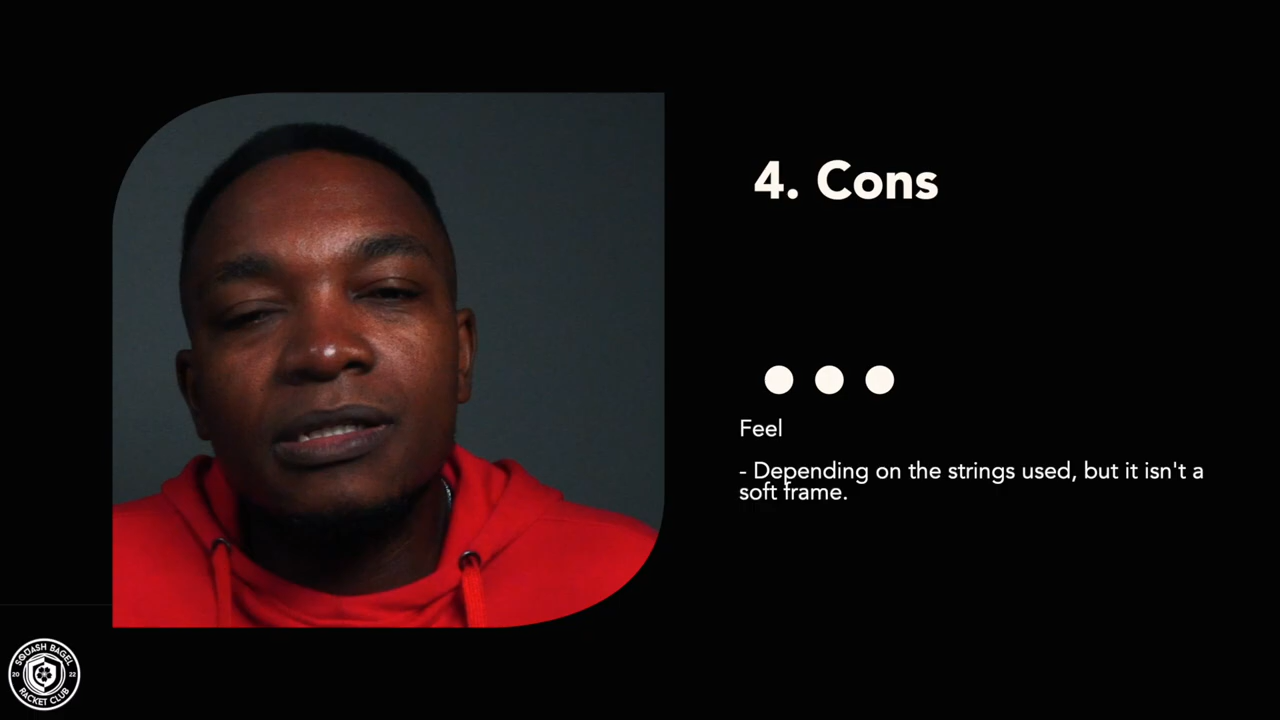 4. Cons
Feel
- Depending on the strings used, but it isn't a
soft frame.
SQUASH BAGEL
20 22
RACKET CLUB